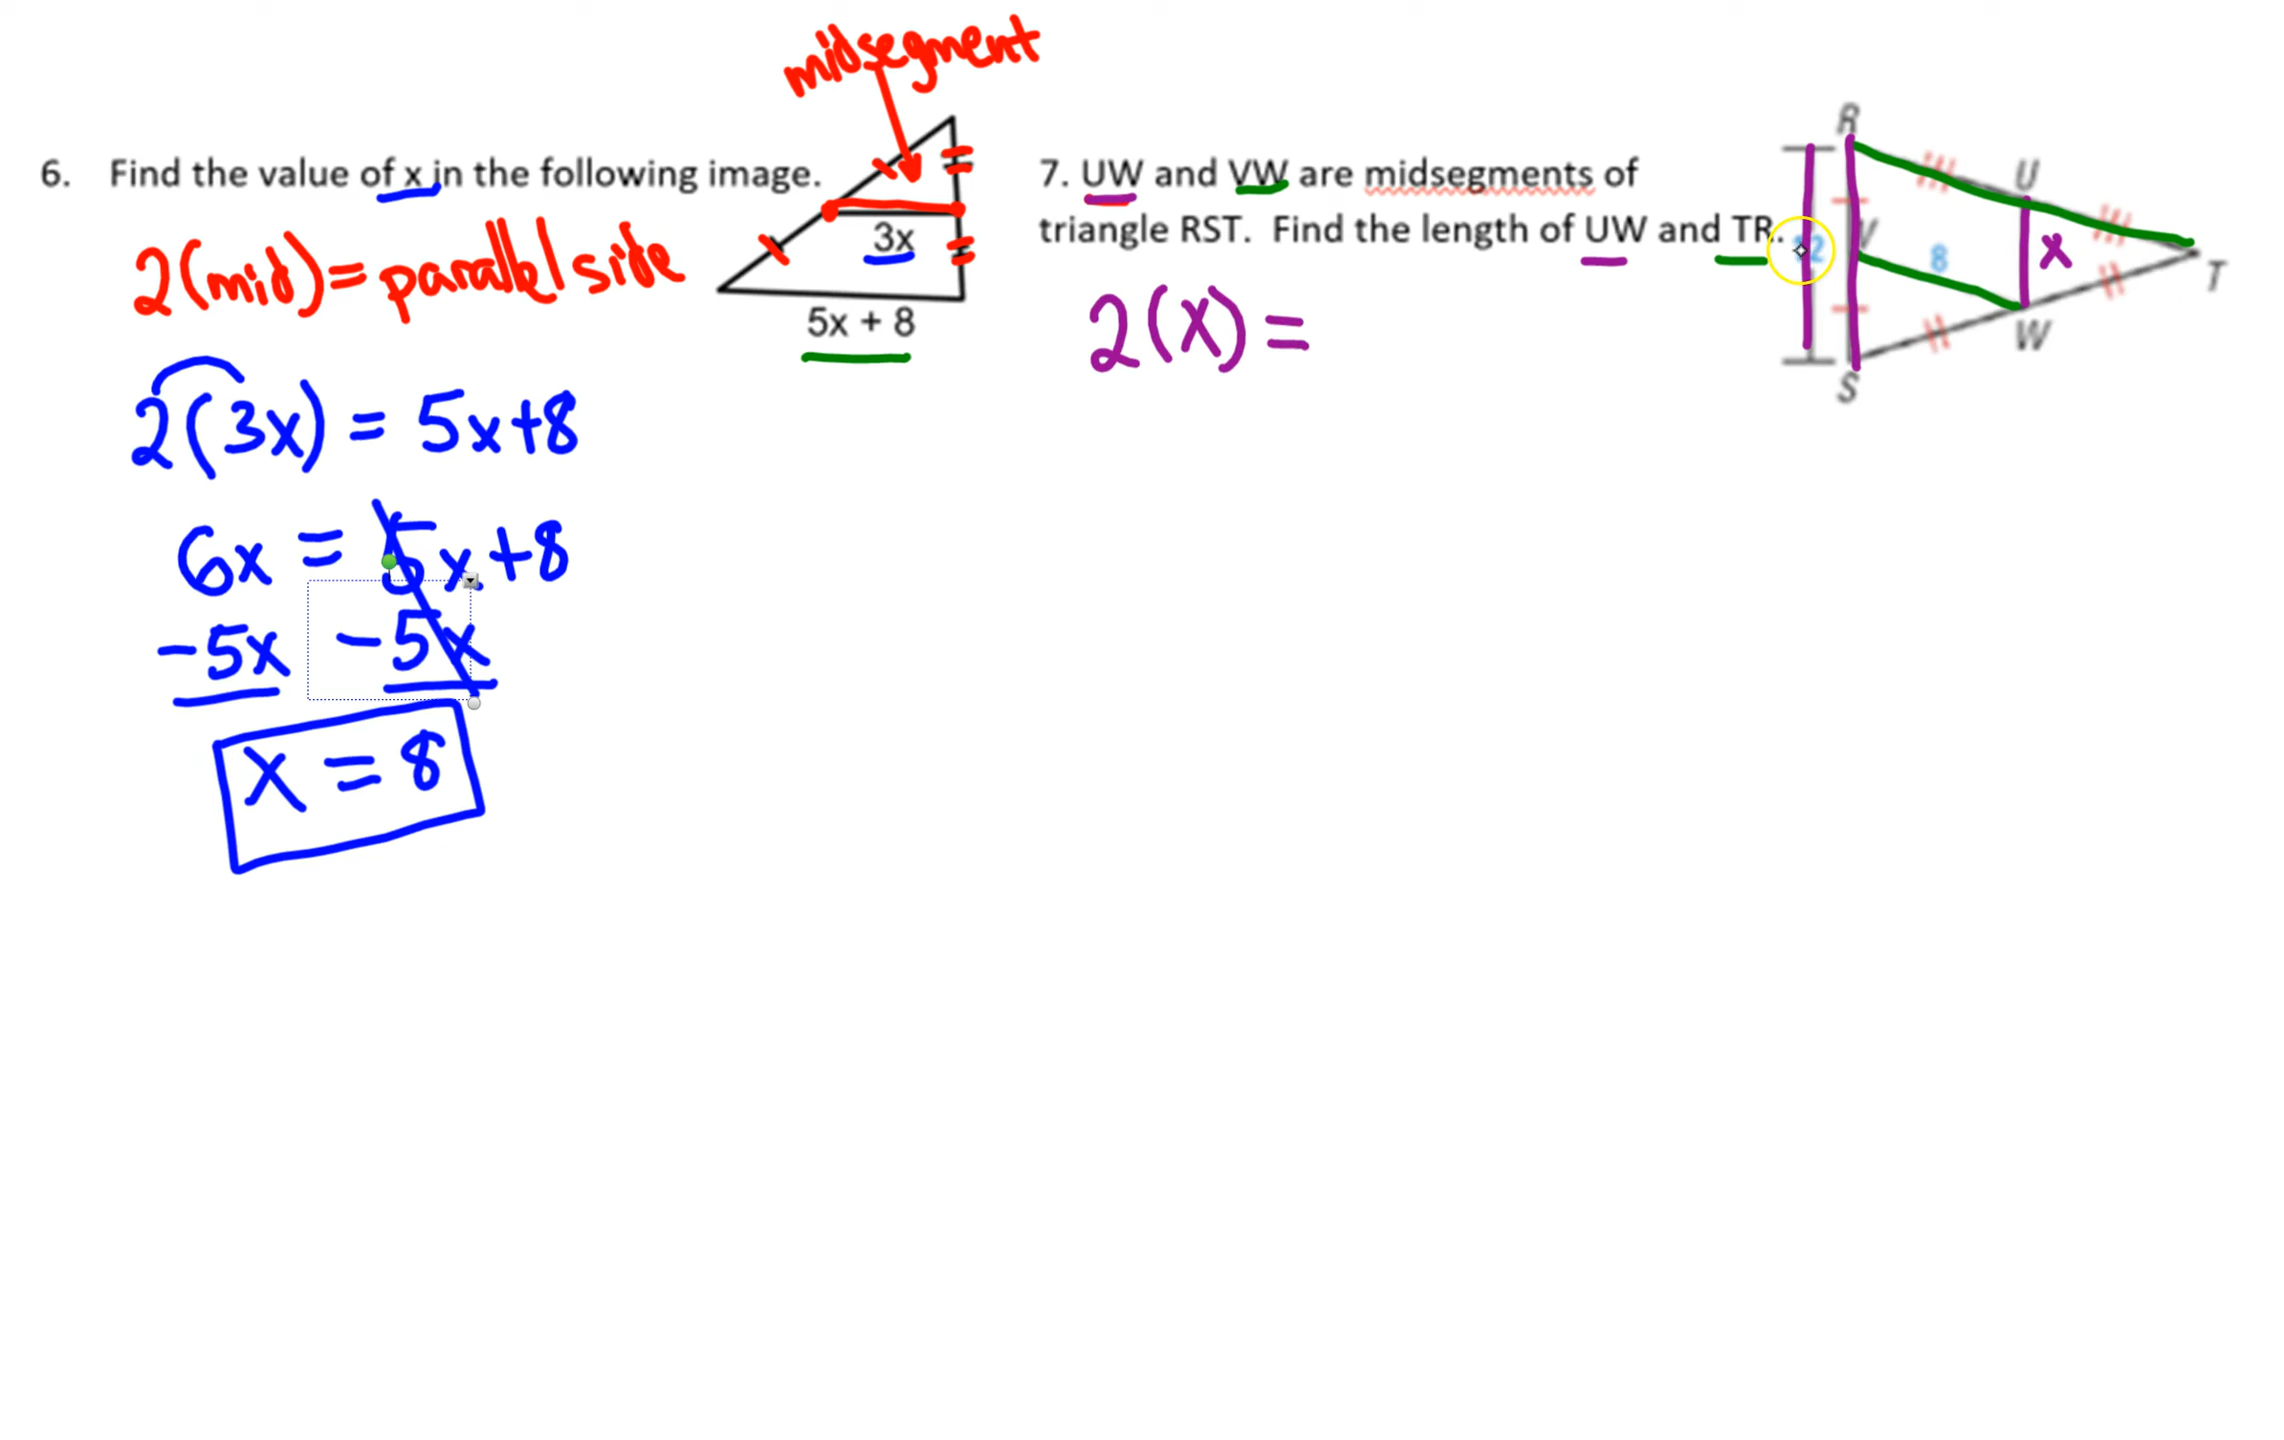 midsegment
6. Find the value of x in the following image.
2(mid) = parallel side
3x
5x + 8
2(3x) = 5x+8
6x = 5x+8
-5x -5x
x = 8
7. UW and VW are midsegments of
triangle RST. Find the length of UW and TR.
2(x) =
R
U
V
8
x
T
W
S